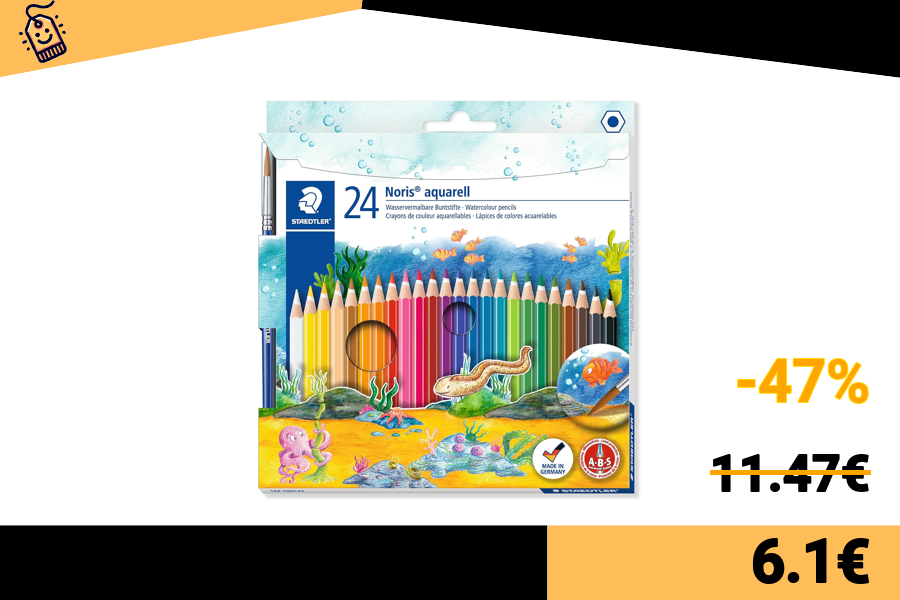 24
Noris® aquarell
Wasservermalbare Buntstifte · Watercolour pencils
Crayons de couleur aquarellables · Lápices de colores acuarelables
STAEDTLER®
MADE IN
GERMANY
A·B·S
STAEDTLER
-47%
11.47€
6.1€